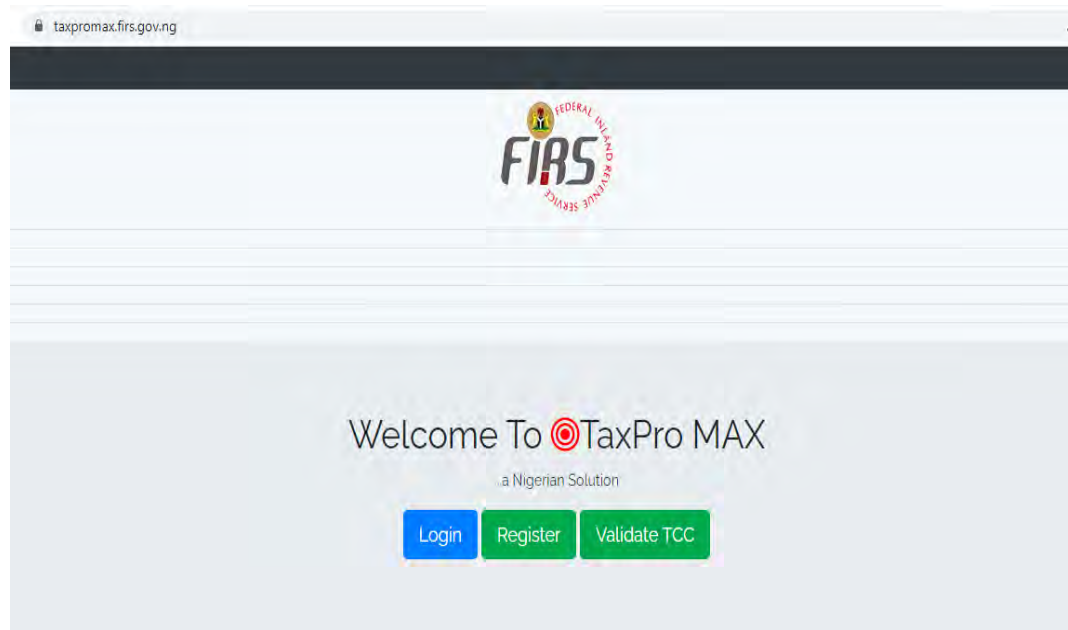 taxpromax.firs.gov.ng
FEDERAL INLAND REVENUE SERVICE
FIRS
Welcome To TaxPro MAX
a Nigerian Solution
Login Register Validate TCC